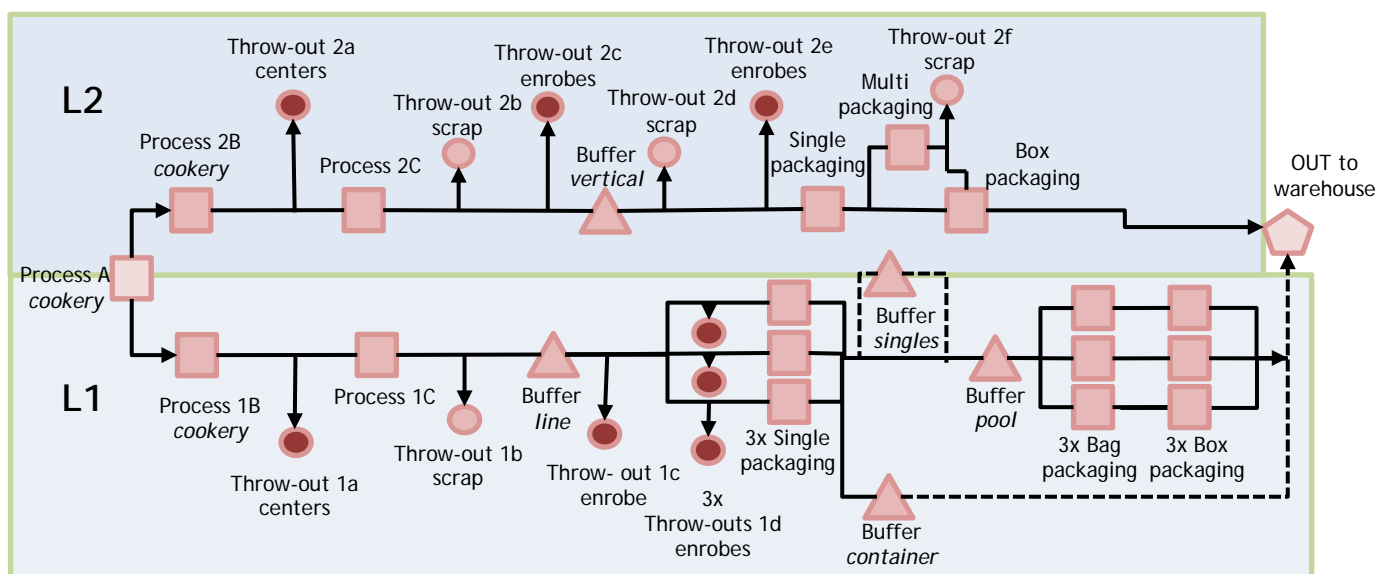 Throw-out 2a
centers
Throw-out 2c
enrobes
Throw-out 2e
enrobes
Throw-out 2f
scrap
L2
Throw-out 2b
scrap
Throw-out 2d
scrap
Multi
packaging
Process 2B
cookery
Process 2C
Buffer
vertical
Single
packaging
Box
packaging
OUT to
warehouse
Process A
cookery
Buffer
singles
L1
Process 1B
cookery
Process 1C
Buffer
line
Buffer
pool
Throw-out 1a
centers
Throw-out 1b
scrap
Throw- out 1c
enrobe
3x
Throw-outs 1d
enrobes
3x Single
packaging
3x Bag
packaging
3x Box
packaging
Buffer
container